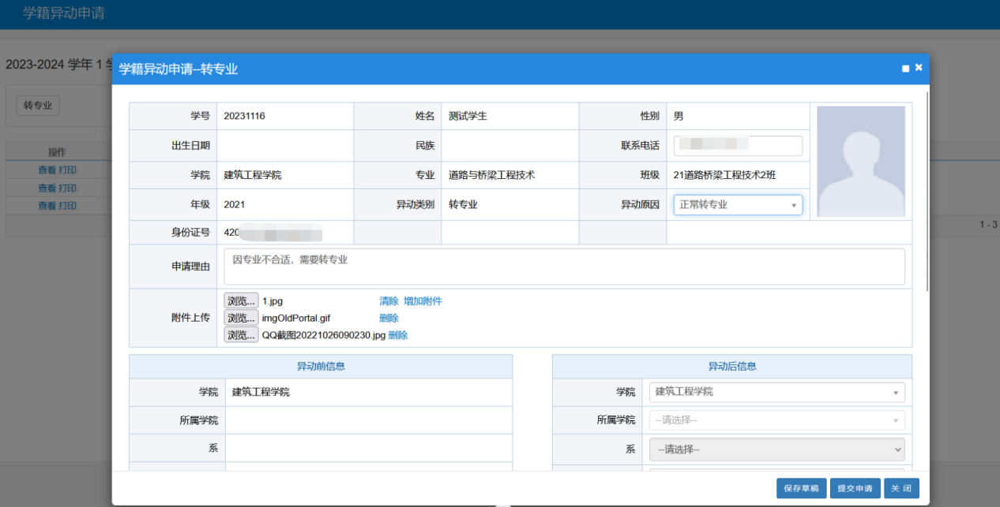 学籍异动申请
2023-2024 学年 1
转专业
操作
查看 打印
查看 打印
查看 打印
1 - 3
学籍异动申请--转专业
学号 20231116 姓名 测试学生 性别 男
出生日期 民族 联系电话
学院 建筑工程学院 专业 道路与桥梁工程技术 班级 21道路桥梁工程技术2班
年级 2021 异动类别 转专业 异动原因 正常转专业
身份证号 420
申请理由 因专业不合适，需要转专业
附件上传 浏览... 1.jpg 清除 增加附件
浏览... imgOldPortal.gif 删除
浏览... QQ截图20221026090230.jpg 删除
异动前信息 异动后信息
学院 建筑工程学院 学院 建筑工程学院
所属学院 所属学院 --请选择--
系 系 --请选择--
保存草稿 提交申请 关 闭